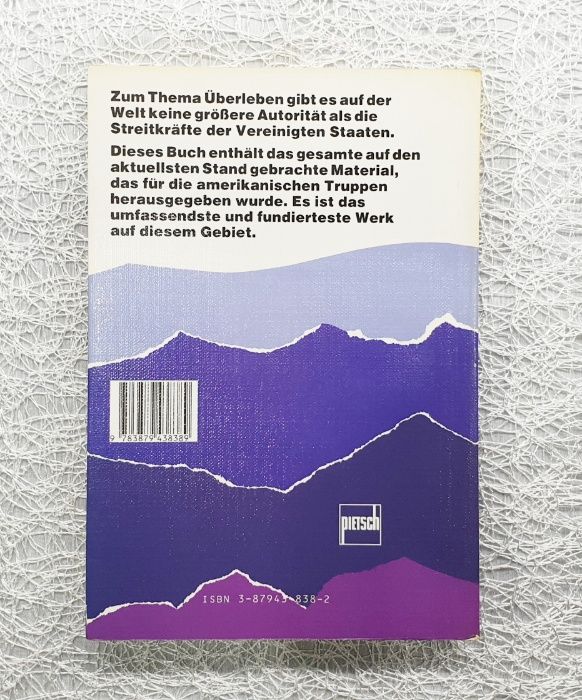 Zum Thema Überleben gibt es auf der
Welt keine größere Autorität als die
Streitkräfte der Vereinigten Staaten.
Dieses Buch enthält das gesamte auf den
aktuellsten Stand gebrachte Material,
das für die amerikanischen Truppen
herausgegeben wurde. Es ist das
umfassendste und fundierteste Werk
auf diesem Gebiet.
9 783879 438389
pietsch
ISBN 3-87943-838-2